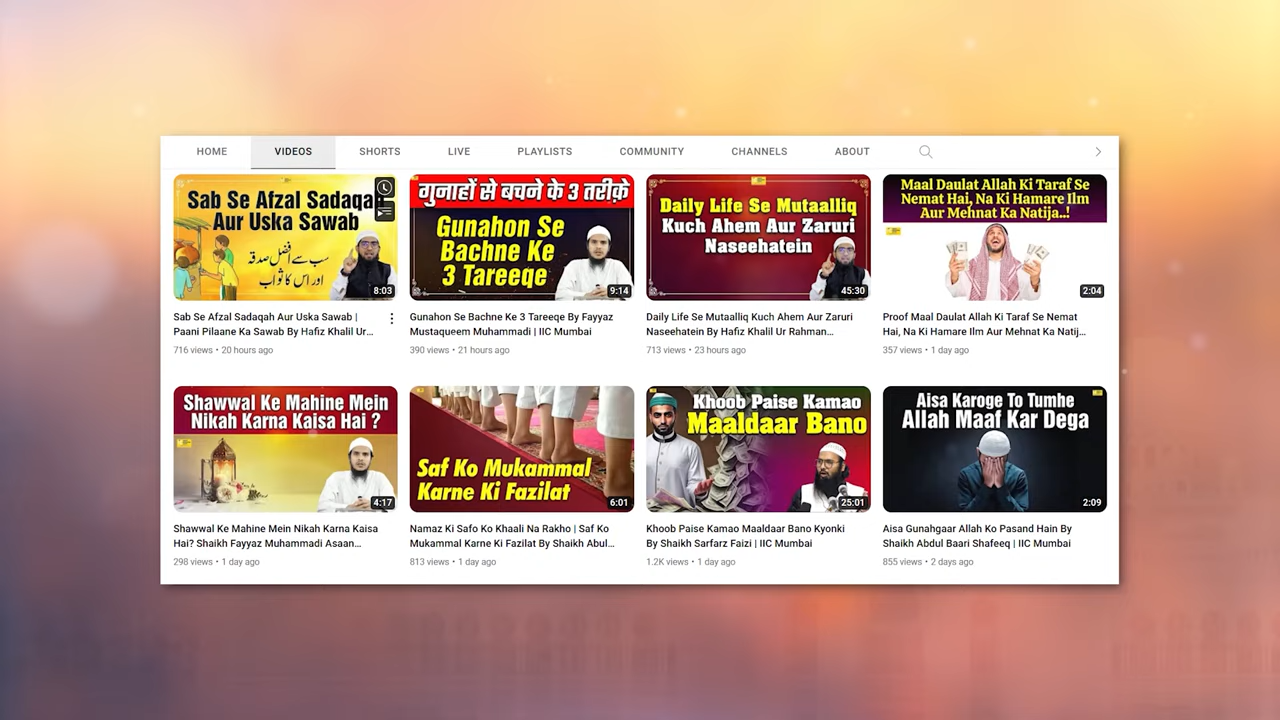 HOME VIDEOS SHORTS LIVE PLAYLISTS COMMUNITY CHANNELS ABOUT
Sab Se Afzal Sadaqah
Aur Uska Sawab
سب سے افضل صدقہ
اور اس کا ثواب
8:03
Sab Se Afzal Sadaqah Aur Uska Sawab |
Paani Pilaane Ka Sawab By Hafiz Khalil Ur...
716 views • 20 hours ago
गुनाहों से बचने के 3 तरीक़े
Gunahon Se
Bachne Ke
3 Tareeqe
9:14
Gunahon Se Bachne Ke 3 Tareeqe By Fayyaz
Mustaqueem Muhammadi | IIC Mumbai
390 views • 21 hours ago
Daily Life Se Mutaalliq
Kuch Ahem Aur Zaruri
Naseehatein
45:30
Daily Life Se Mutaalliq Kuch Ahem Aur Zaruri
Naseehatein By Hafiz Khalil Ur Rahman...
713 views • 23 hours ago
Maal Daulat Allah Ki Taraf Se
Nemat Hai, Na Ki Hamare Ilm
Aur Mehnat Ka Natija..!
2:04
Proof Maal Daulat Allah Ki Taraf Se Nemat
Hai, Na Ki Hamare Ilm Aur Mehnat Ka Natij...
357 views • 1 day ago
Shawwal Ke Mahine Mein
Nikah Karna Kaisa Hai ?
4:17
Shawwal Ke Mahine Mein Nikah Karna Kaisa
Hai? Shaikh Fayyaz Muhammadi Asaan...
298 views • 1 day ago
Saf Ko Mukammal
Karne Ki Fazilat
6:01
Namaz Ki Safo Ko Khaali Na Rakho | Saf Ko
Mukammal Karne Ki Fazilat By Shaikh Abul...
813 views • 1 day ago
Khoob Paise Kamao
Maaldaar Bano
25:01
Khoob Paise Kamao Maaldaar Bano Kyonki
By Shaikh Sarfarz Faizi | IIC Mumbai
1.2K views • 1 day ago
Aisa Karoge To Tumhe
Allah Maaf Kar Dega
2:09
Aisa Gunahgaar Allah Ko Pasand Hain By
Shaikh Abdul Baari Shafeeq | IIC Mumbai
855 views • 2 days ago